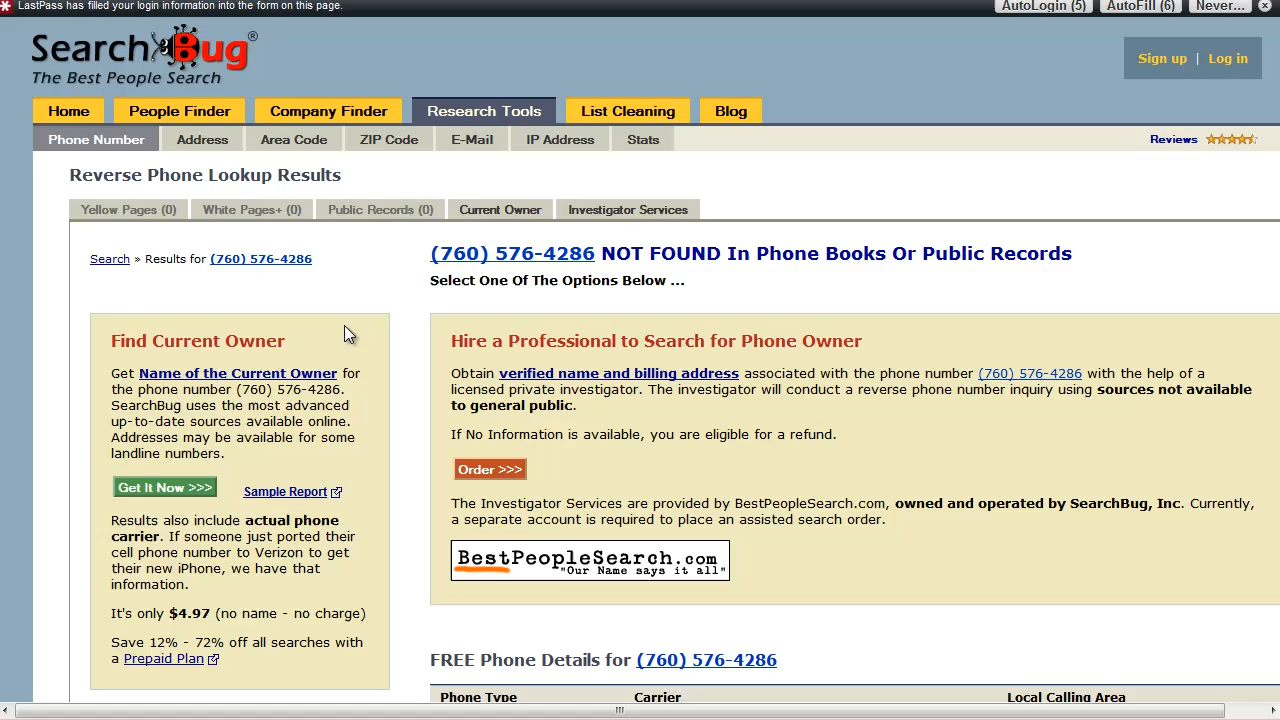 LastPass has filled your login information into the form on this page.
AutoLogin (5) AutoFill (6) Never...
SearchBug®
The Best People Search
Sign up | Log in
Home People Finder Company Finder Research Tools List Cleaning Blog
Phone Number Address Area Code ZIP Code E-Mail IP Address Stats
Reviews
Reverse Phone Lookup Results
Yellow Pages (0) White Pages+ (0) Public Records (0) Current Owner Investigator Services
Search » Results for (760) 576-4286
(760) 576-4286 NOT FOUND In Phone Books Or Public Records
Select One Of The Options Below ...
Find Current Owner
Get Name of the Current Owner for
the phone number (760) 576-4286.
SearchBug uses the most advanced
up-to-date sources available online.
Addresses may be available for some
landline numbers.
Get It Now >>> Sample Report
Results also include actual phone
carrier. If someone just ported their
cell phone number to Verizon to get
their new iPhone, we have that
information.
It's only $4.97 (no name - no charge)
Save 12% - 72% off all searches with
a Prepaid Plan
Hire a Professional to Search for Phone Owner
Obtain verified name and billing address associated with the phone number (760) 576-4286 with the help of a
licensed private investigator. The investigator will conduct a reverse phone number inquiry using sources not available
to general public.
If No Information is available, you are eligible for a refund.
Order >>>
The Investigator Services are provided by BestPeopleSearch.com, owned and operated by SearchBug, Inc. Currently,
a separate account is required to place an assisted search order.
BestPeopleSearch.com
"Our Name says it all"
FREE Phone Details for (760) 576-4286
Phone Type Carrier Local Calling Area